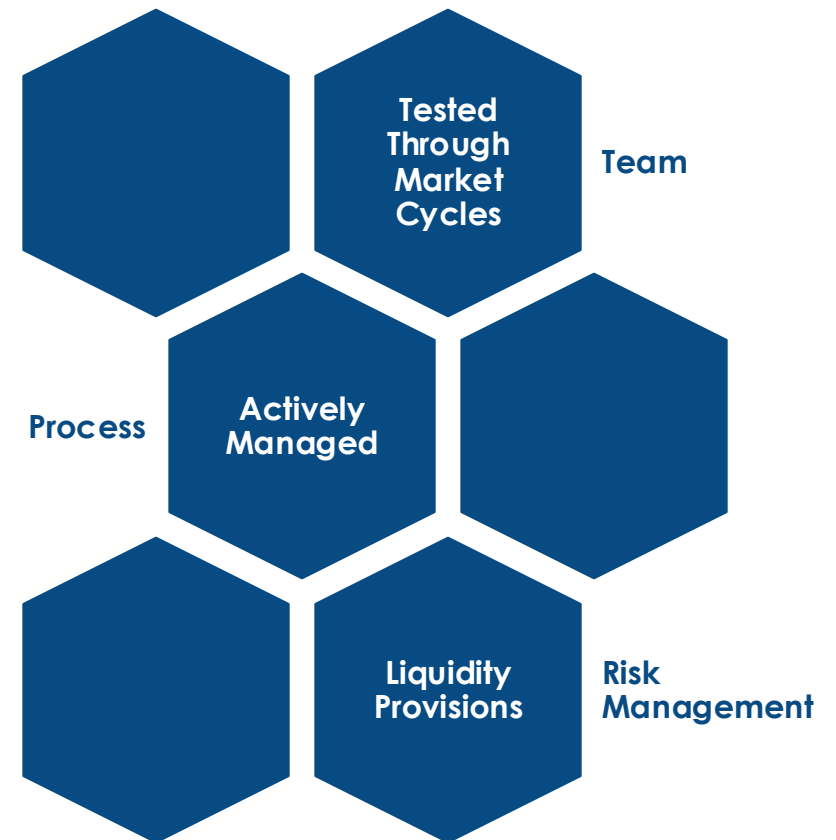 Tested
Through
Market
Cycles
Team
Process
Actively
Managed
Liquidity
Provisions
Risk
Management